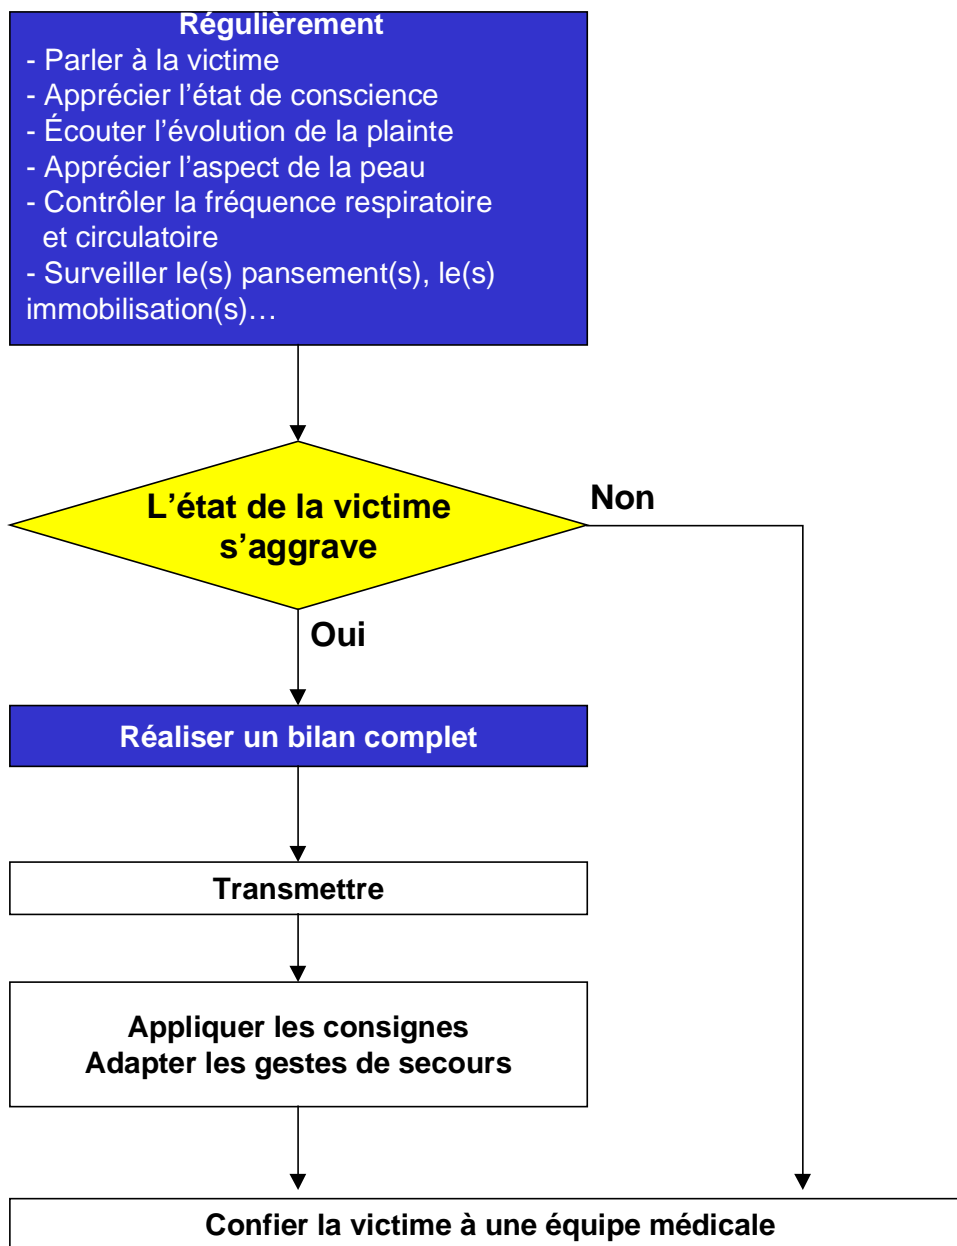 Régulièrement
- Parler à la victime
- Apprécier l’état de conscience
- Écouter l’évolution de la plainte
- Apprécier l’aspect de la peau
- Contrôler la fréquence respiratoire
et circulatoire
- Surveiller le(s) pansement(s), le(s)
immobilisation(s)…
L’état de la victime
s’aggrave
Non
Oui
Réaliser un bilan complet
Transmettre
Appliquer les consignes
Adapter les gestes de secours
Confier la victime à une équipe médicale